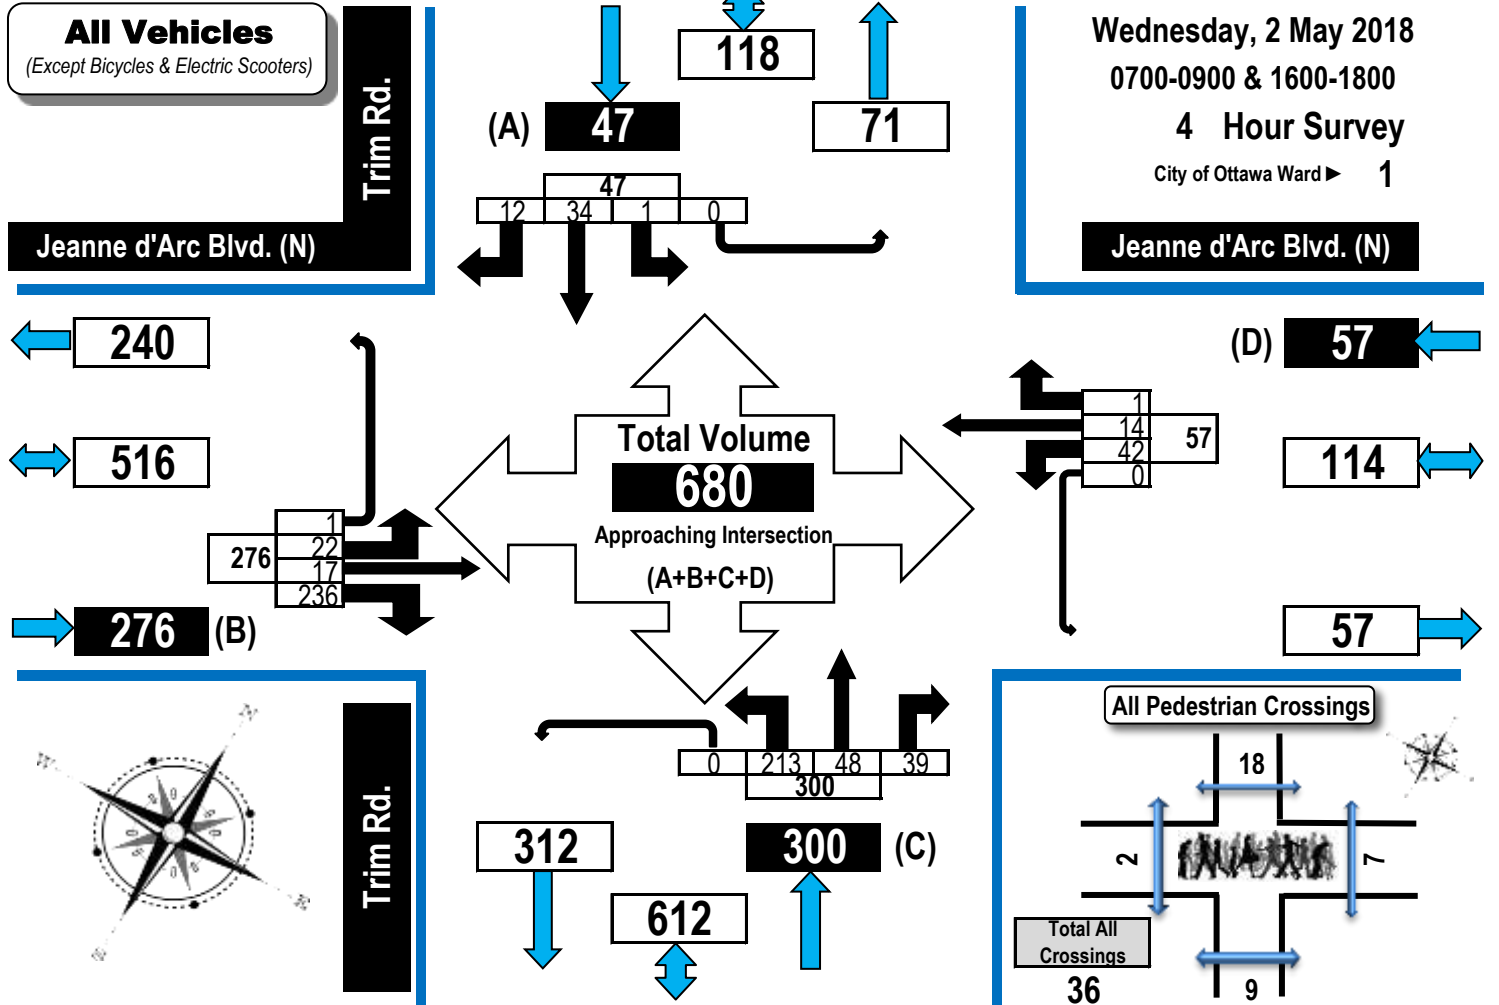 All Vehicles
(Except Bicycles & Electric Scooters)
Trim Rd.
Jeanne d'Arc Blvd. (N)
118
(A)
47
71
47
12 34 1 0
Wednesday, 2 May 2018
0700-0900 & 1600-1800
4 Hour Survey
City of Ottawa Ward ► 1
Jeanne d'Arc Blvd. (N)
240
516
1
22
17
236
276
276
(B)
Total Volume
680
Approaching Intersection
(A+B+C+D)
(D)
57
1
14
42
0
57
114
57
N
W
Trim Rd.
0 213 48 39
300
312
300
(C)
612
All Pedestrian Crossings
18
2
7
Total All
Crossings
36
9